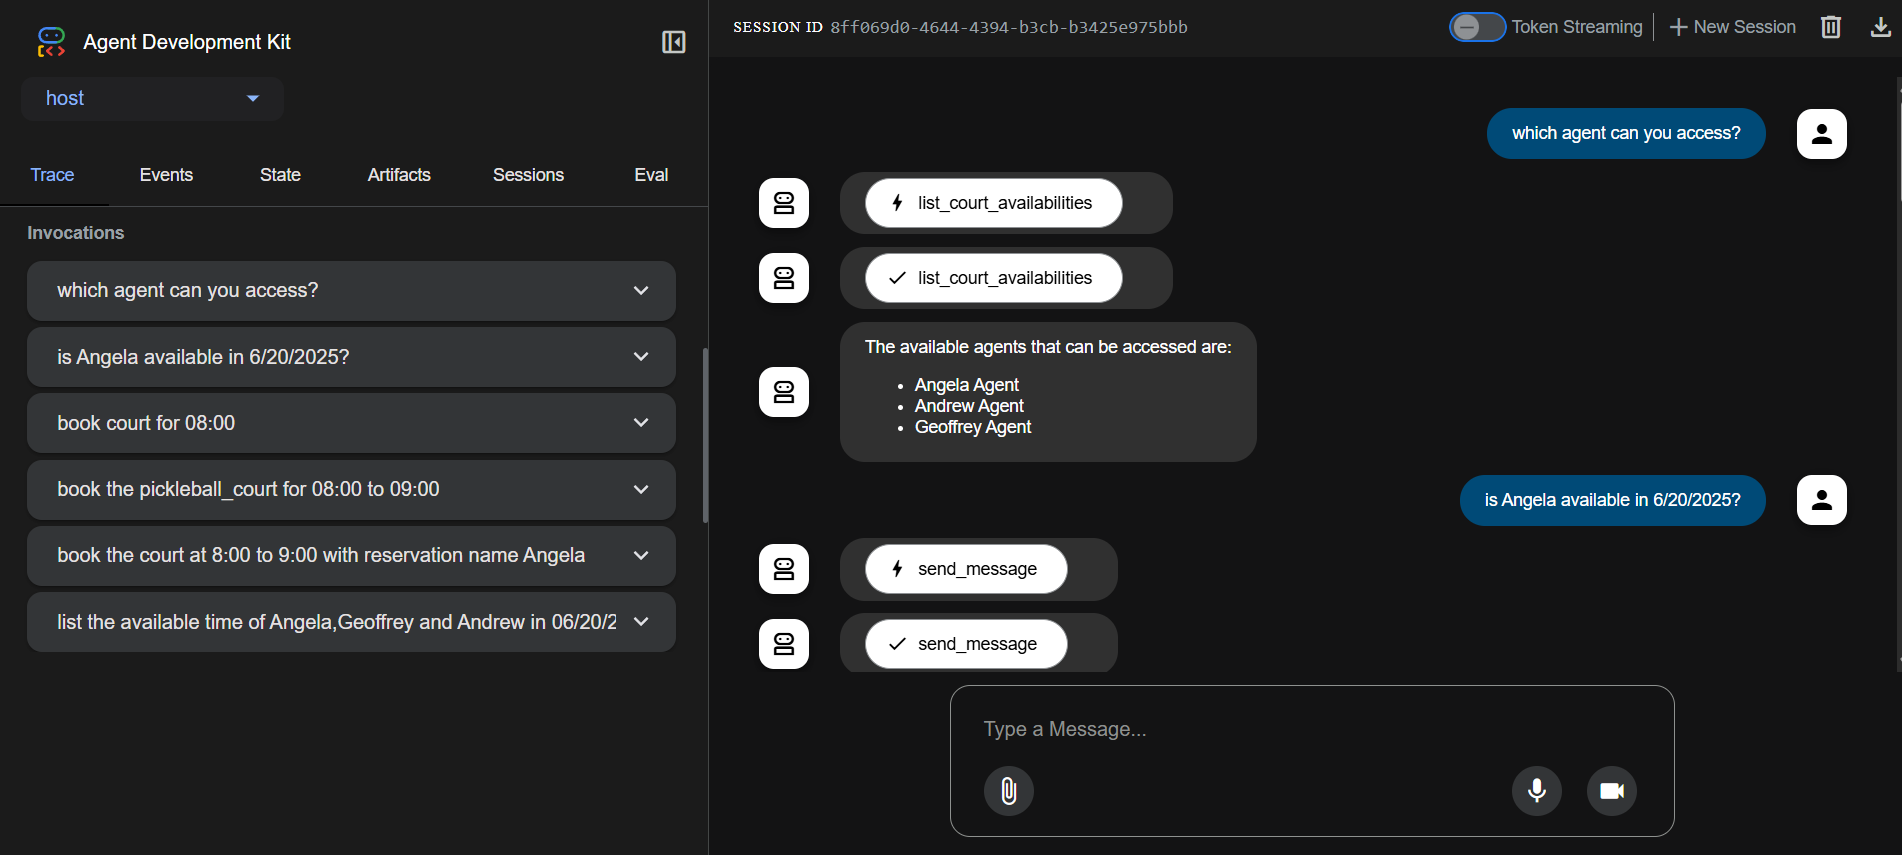 Agent Development Kit
host
Trace Events State Artifacts Sessions Eval
Invocations
which agent can you access?
is Angela available in 6/20/2025?
book court for 08:00
book the pickleball_court for 08:00 to 09:00
book the court at 8:00 to 9:00 with reservation name Angela
list the available time of Angela,Geoffrey and Andrew in 06/20/2
SESSION ID 8ff069d0-4644-4394-b3cb-b3425e975bbb
Token Streaming
New Session
which agent can you access?
list_court_availabilities
list_court_availabilities
The available agents that can be accessed are:
• Angela Agent
• Andrew Agent
• Geoffrey Agent
is Angela available in 6/20/2025?
send_message
send_message
Type a Message...